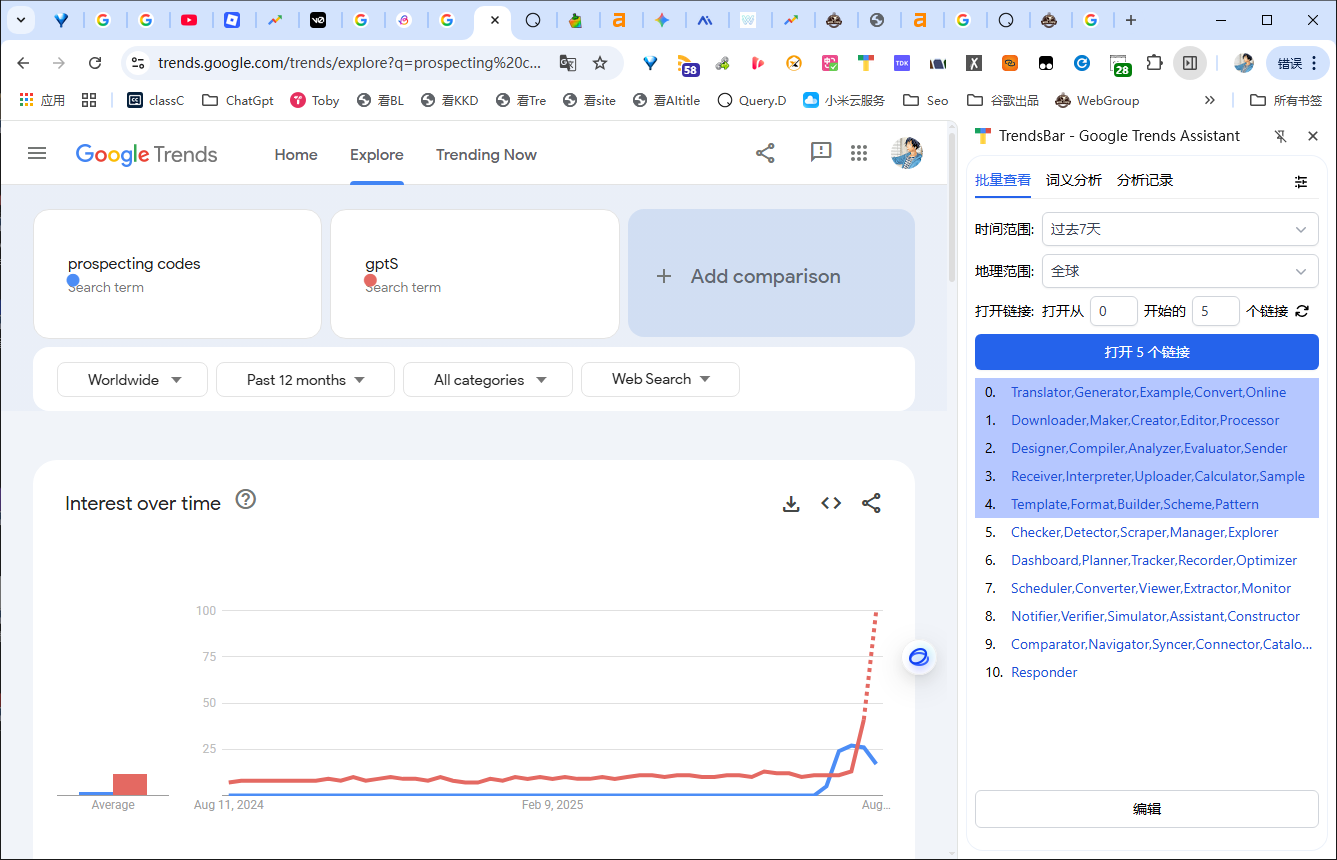 trends.google.com/trends/explore?q=prospecting%20c...
58
TDK
28
错误
应用
classC
ChatGpt
Toby
看BL
看KKD
看Tre
看site
看AItitle
Query.D
小米云服务
Seo
谷歌出品
WebGroup
所有书签
Google Trends
Home
Explore
Trending Now
prospecting codes
Search term
gptS
Search term
+ Add comparison
Worldwide
Past 12 months
All categories
Web Search
Interest over time
100
75
50
25
Average
Aug 11, 2024
Feb 9, 2025
Aug...
TrendsBar - Google Trends Assistant
批量查看
词义分析
分析记录
时间范围:
过去7天
地理范围:
全球
打开链接: 打开从 0 开始的 5 个链接
打开 5 个链接
0. Translator,Generator,Example,Convert,Online
1. Downloader,Maker,Creator,Editor,Processor
2. Designer,Compiler,Analyzer,Evaluator,Sender
3. Receiver,Interpreter,Uploader,Calculator,Sample
4. Template,Format,Builder,Scheme,Pattern
5. Checker,Detector,Scraper,Manager,Explorer
6. Dashboard,Planner,Tracker,Recorder,Optimizer
7. Scheduler,Converter,Viewer,Extractor,Monitor
8. Notifier,Verifier,Simulator,Assistant,Constructor
9. Comparator,Navigator,Syncer,Connector,Catalo...
10. Responder
编辑